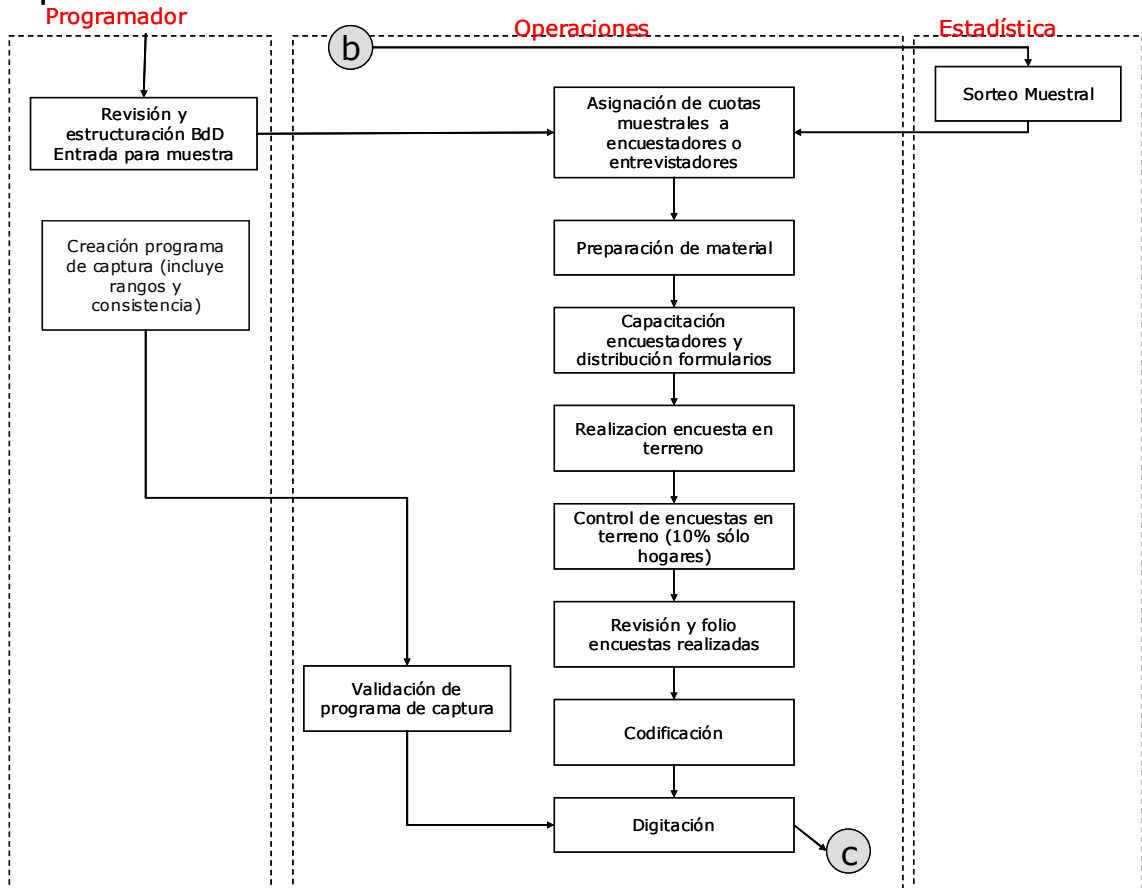 Programador
Operaciones
Estadística
b
Sorteo Muestral
Revisión y
estructuración BdD
Entrada para muestra
Asignación de cuotas
muestrales a
encuestadores o
entrevistadores
Creación programa
de captura (incluye
rangos y
consistencia)
Preparación de material
Capacitación
encuestadores y
distribución formularios
Realizacion encuesta en
terreno
Control de encuestas en
terreno (10% sólo
hogares)
Revisión y folio
encuestas realizadas
Validación de
programa de captura
Codificación
Digitación
c